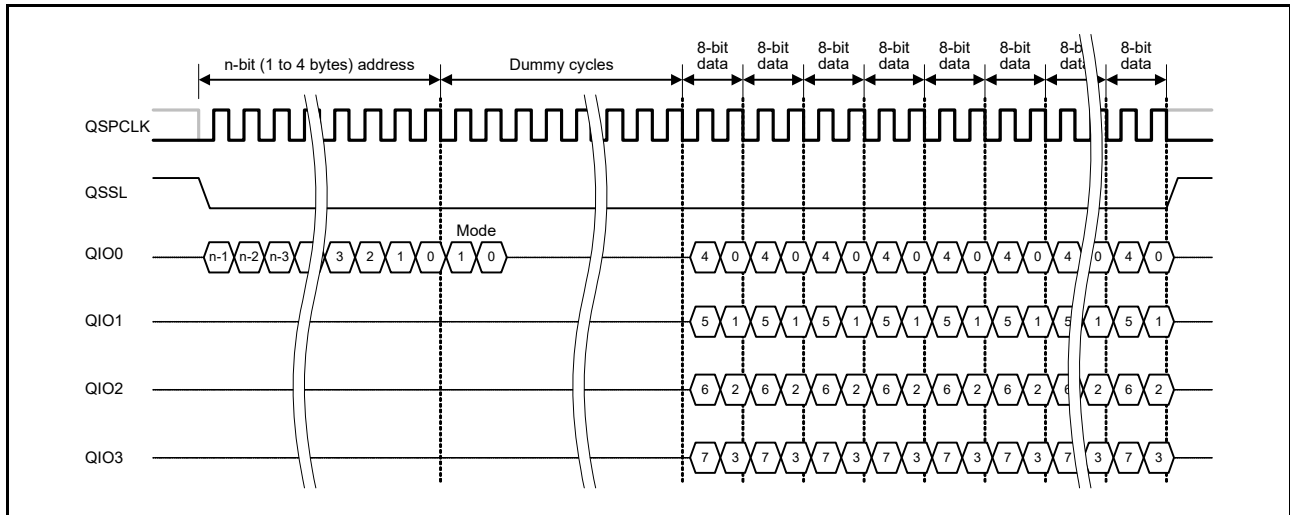 8-bit data 8-bit data 8-bit data 8-bit data 8-bit data 8-bit data 8-bit data 8-bit data
n-bit (1 to 4 bytes) address Dummy cycles
QSPCLK
QSSL
Mode
QIO0 n-1 n-2 n-3 3 2 1 0 1 0 4 0 4 0 4 0 4 0 4 0 4 0 4 0 4 0
QIO1 5 1 5 1 5 1 5 1 5 1 5 1 5 1 5 1
QIO2 6 2 6 2 6 2 6 2 6 2 6 2 6 2 6 2
QIO3 7 3 7 3 7 3 7 3 7 3 7 3 7 3 7 3